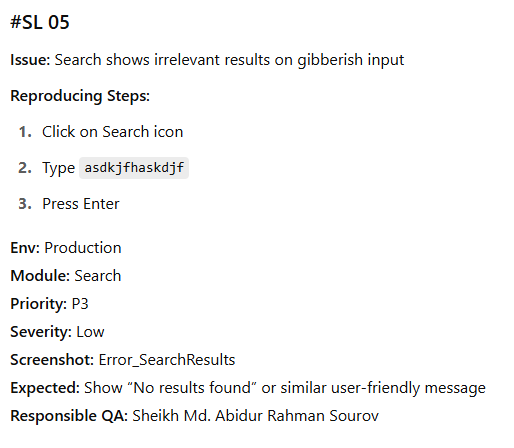 #SL 05
Issue: Search shows irrelevant results on gibberish input
Reproducing Steps:
1. Click on Search icon
2. Type asdkjfhaskdjf
3. Press Enter
Env: Production
Module: Search
Priority: P3
Severity: Low
Screenshot: Error_SearchResults
Expected: Show “No results found” or similar user-friendly message
Responsible QA: Sheikh Md. Abidur Rahman Sourov